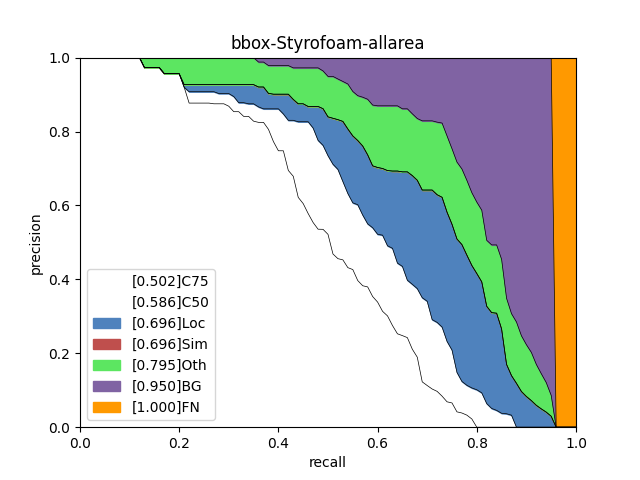 bbox-Styrofoam-allarea
precision
1.0
0.8
0.6
0.4
0.2
0.0
[0.502]C75
[0.586]C50
[0.696]Loc
[0.696]Sim
[0.795]Oth
[0.950]BG
[1.000]FN
0.0 0.2 0.4 0.6 0.8 1.0
recall